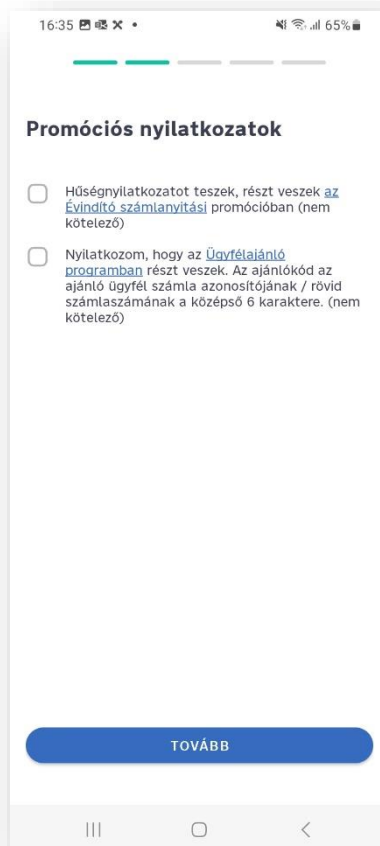 16:35
65%
Promóciós nyilatkozatok
Hűségnyilatkozatot teszek, részt veszek az
Évindító számlanyitási promócióban (nem
kötelező)
Nyilatkozom, hogy az Ügyfélajánló
programban részt veszek. Az ajánlókód az
ajánló ügyfél számla azonosítójának / rövid
számlaszámának a középső 6 karaktere. (nem
kötelező)
TOVÁBB